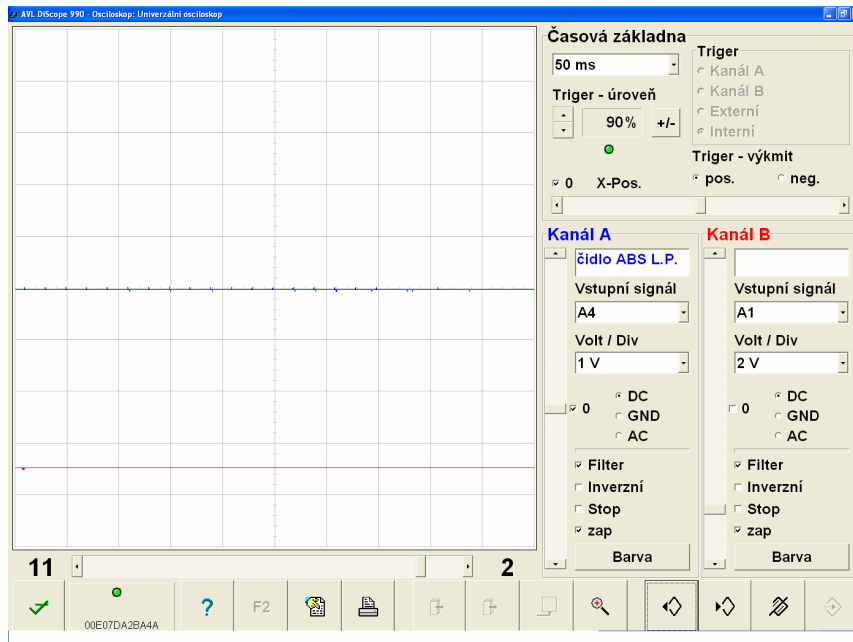 AVL DiScope 990 - Osciloskop: Univerzální osciloskop
Časová základna
50 ms
Triger - úroveň
90%
+/-
0 X-Pos.
Triger
Kanál A
Kanál B
Externí
Interní
Triger - výkmit
pos. neg.
Kanál A
čidlo ABS L.P.
Vstupní signál
A4
Volt / Div
1 V
0
DC
GND
AC
Filter
Inverzní
Stop
zap
Barva
Kanál B
Vstupní signál
A1
Volt / Div
2 V
0
DC
GND
AC
Filter
Inverzní
Stop
zap
Barva
11 2
00E07DA2BA4A
?
F2